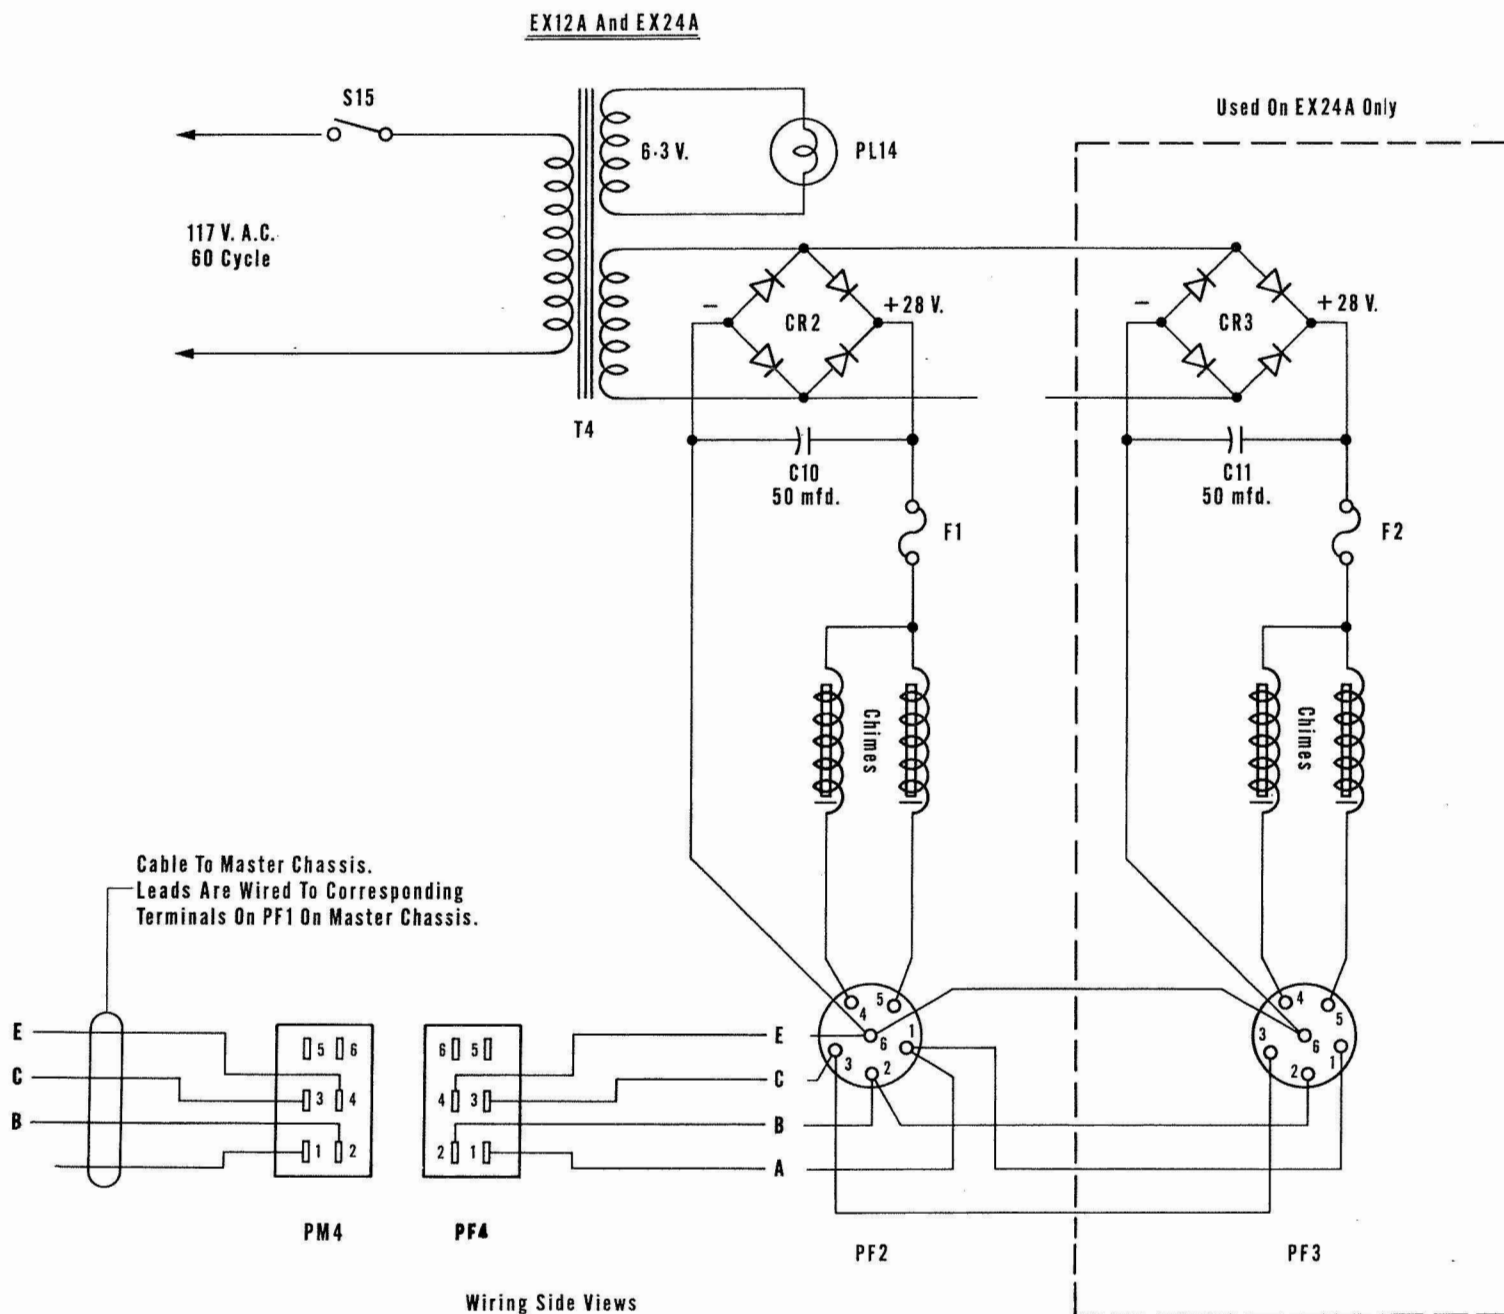 EX12A And EX24A
S15
Used On EX24A Only
6.3 V.
PL14
117 V. A.C.
60 Cycle
−
CR2
+28 V.
−
CR3
+28 V.
T4
C10
50 mfd.
C11
50 mfd.
F1
F2
Chimes
Chimes
Cable To Master Chassis.
Leads Are Wired To Corresponding
Terminals On PF1 On Master Chassis.
E
C
B
5 6
3 4
1 2
6 5
4 3
2 1
E
C
B
A
4 5
6 1
3 2
4 5
3 6 1
2
PM4
PF4
PF2
PF3
Wiring Side Views